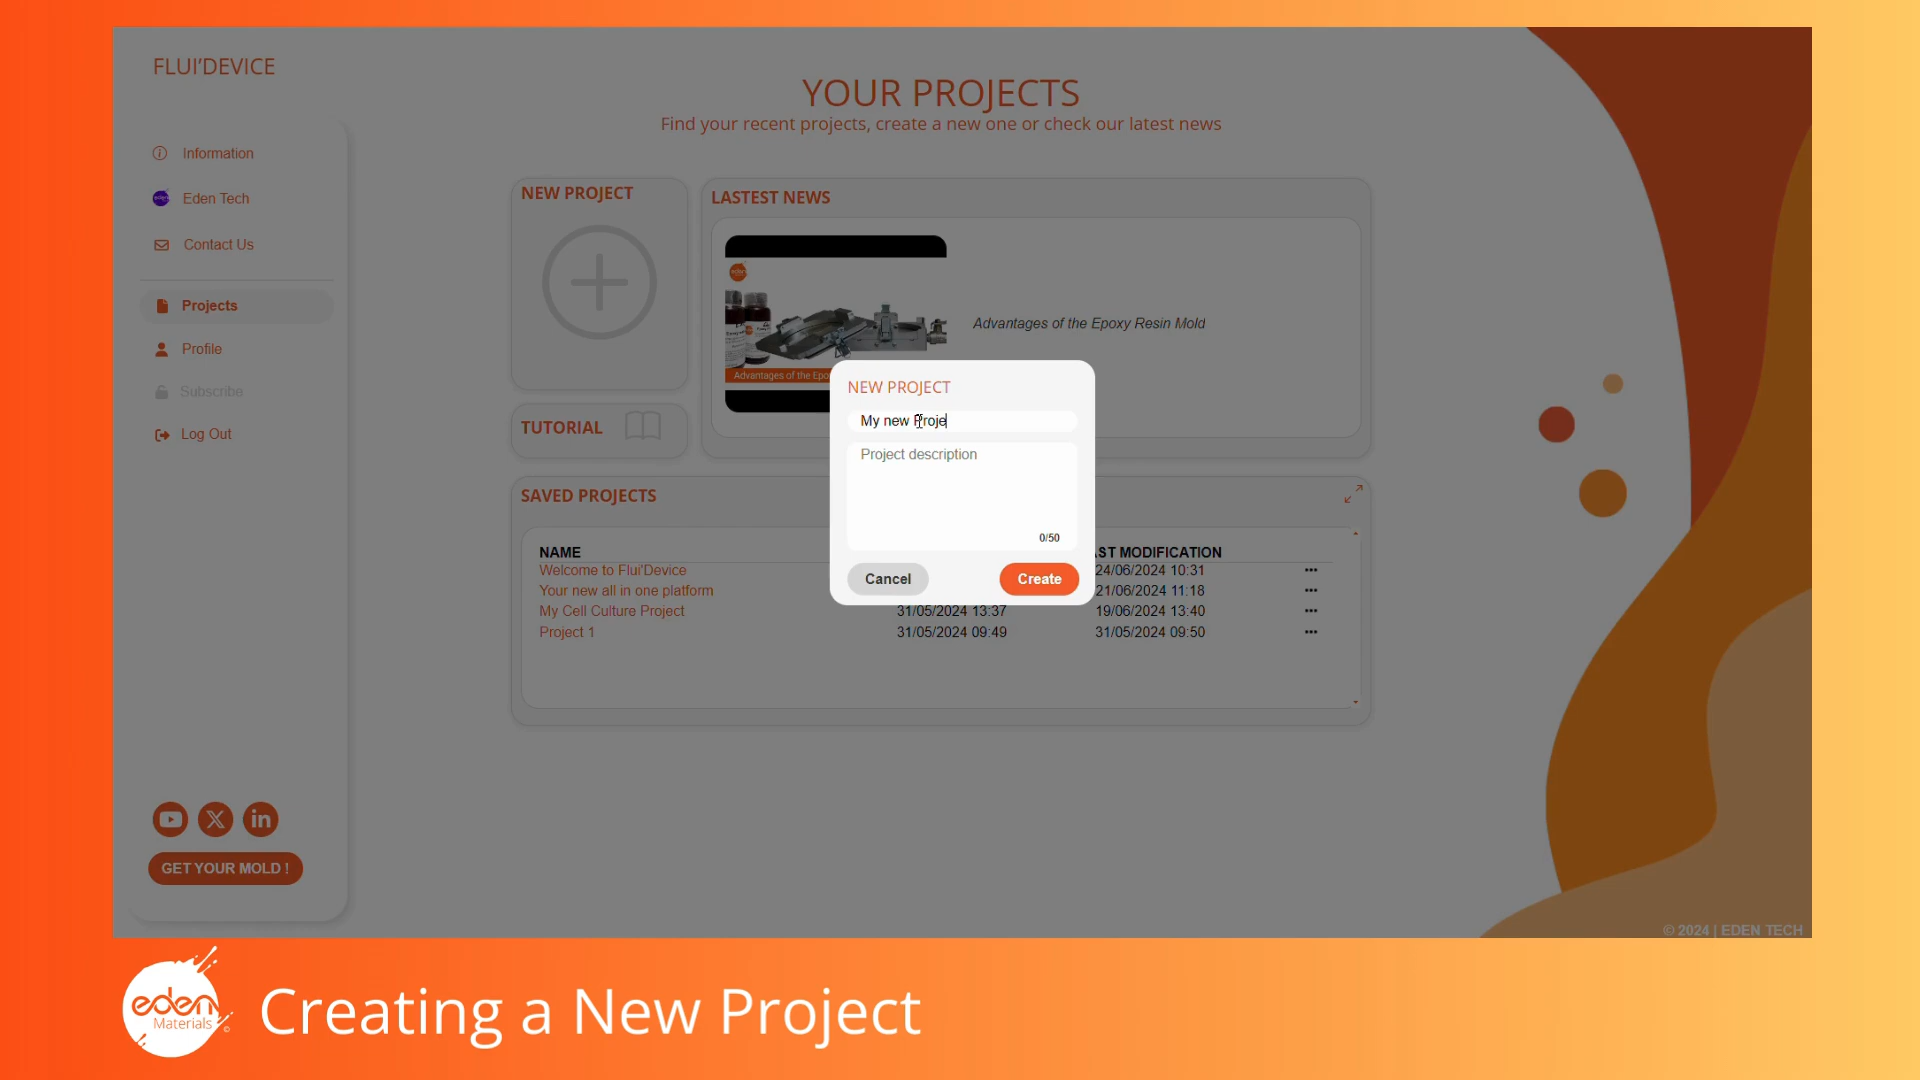 FLUI'DEVICE
YOUR PROJECTS
Find your recent projects, create a new one or check our latest news
Information
Eden Tech
Contact Us
Projects
Profile
Subscribe
Log Out
NEW PROJECT
LASTEST NEWS
Advantages of the Epo
Advantages of the Epoxy Resin Mold
TUTORIAL
NEW PROJECT
My new Proje
Project description
0/50
Cancel
Create
SAVED PROJECTS
NAME
AST MODIFICATION
Welcome to Flui'Device
24/06/2024 10:31
Your new all in one platform
21/06/2024 11:18
My Cell Culture Project
31/05/2024 13:37
19/06/2024 13:40
Project 1
31/05/2024 09:49
31/05/2024 09:50
GET YOUR MOLD !
© 2024 | EDEN TECH
eden
Materials
Creating a New Project